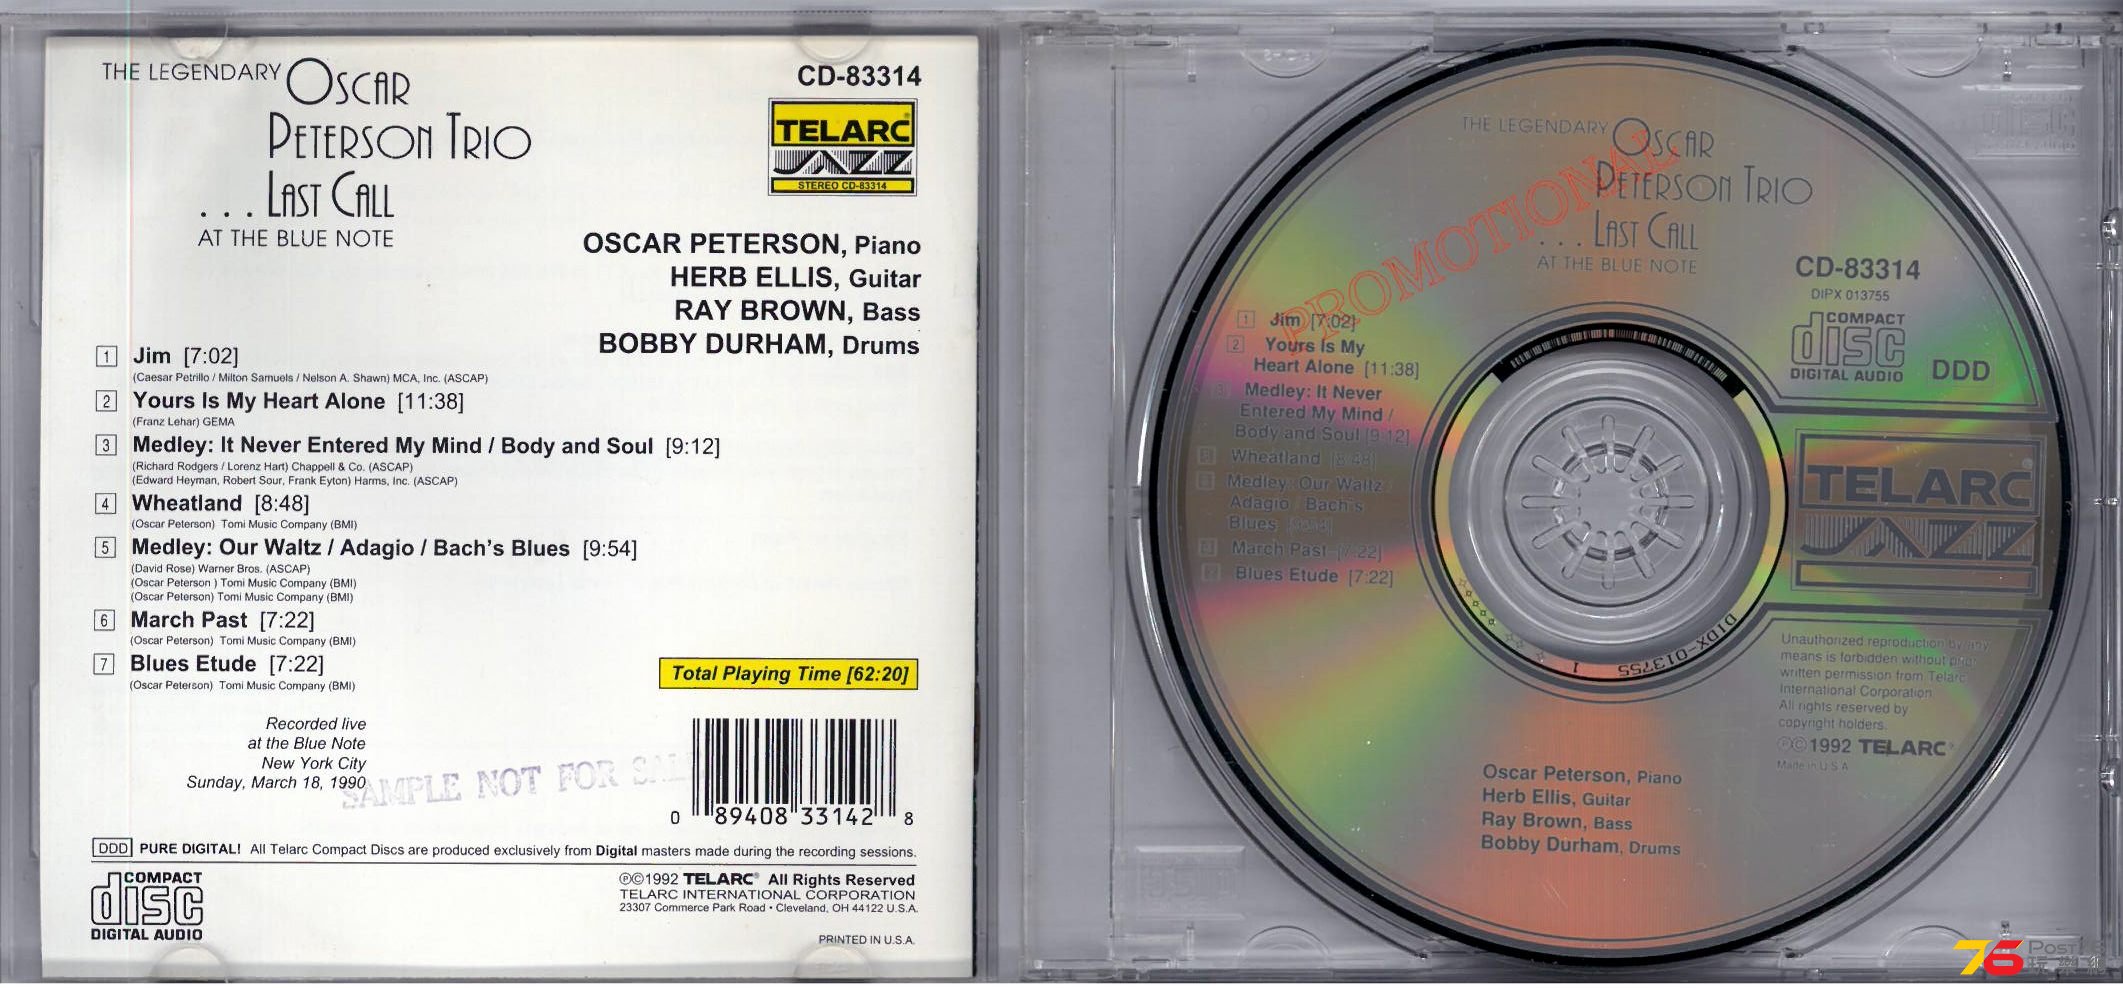 THE LEGENDARY OSCAR
PETERSON TRIO
LAST CALL
...
AT THE BLUE NOTE
CD-83314
TELARC®
JAZZ
STEREO CD-83314
OSCAR PETERSON, Piano
HERB ELLIS, Guitar
RAY BROWN, Bass
BOBBY DURHAM, Drums
1 Jim [7:02]
(Caesar Petrillo / Milton Samuels / Nelson A. Shawn) MCA, Inc. (ASCAP)
2 Yours Is My Heart Alone [11:38]
(Franz Lehar) GEMA
3 Medley: It Never Entered My Mind / Body and Soul [9:12]
(Richard Rodgers / Lorenz Hart) Chappell & Co. (ASCAP)
(Edward Heyman, Robert Sour, Frank Eyton) Harms, Inc. (ASCAP)
4 Wheatland [8:48]
(Oscar Peterson) Tomi Music Company (BMI)
5 Medley: Our Waltz / Adagio / Bach's Blues [9:54]
(David Rose) Warner Bros. (ASCAP)
(Oscar Peterson ) Tomi Music Company (BMI)
(Oscar Peterson) Tomi Music Company (BMI)
6 March Past [7:22]
(Oscar Peterson) Tomi Music Company (BMI)
7 Blues Etude [7:22]
(Oscar Peterson) Tomi Music Company (BMI)
Total Playing Time [62:20]
Recorded live
at the Blue Note
New York City
Sunday, March 18, 1990
SAMPLE NOT FOR SALE
0 89408 33142 8
DDD PURE DIGITAL! All Telarc Compact Discs are produced exclusively from Digital masters made during the recording sessions.
COMPACT
disc
DIGITAL AUDIO
℗©1992 TELARC® All Rights Reserved
TELARC INTERNATIONAL CORPORATION
23307 Commerce Park Road • Cleveland, OH 44122 U.S.A.
PRINTED IN U.S.A.
THE LEGENDARY OSCAR
PETERSON TRIO
... LAST CALL
AT THE BLUE NOTE
PROMOTIONAL
CD-83314
DIPX 013755
COMPACT
disc
DIGITAL AUDIO
DDD
1 Jim [7:02]
2 Yours Is My
Heart Alone [11:38]
3 Medley: It Never
Entered My Mind /
Body and Soul [9:12]
Wheatland [8:48]
Medley: Our Waltz
Adagio / Bach's
Blues [9:54]
March Past [7:22]
Blues Etude [7:22]
TELARC®
JAZZ
DIDX-013755 1
Unauthorized reproduction by any
means is forbidden without prior
written permission from Telarc
International Corporation
All rights reserved by
copyright holders.
℗©1992 TELARC®
Made in U.S.A.
Oscar Peterson, Piano
Herb Ellis, Guitar
Ray Brown, Bass
Bobby Durham, Drums
76